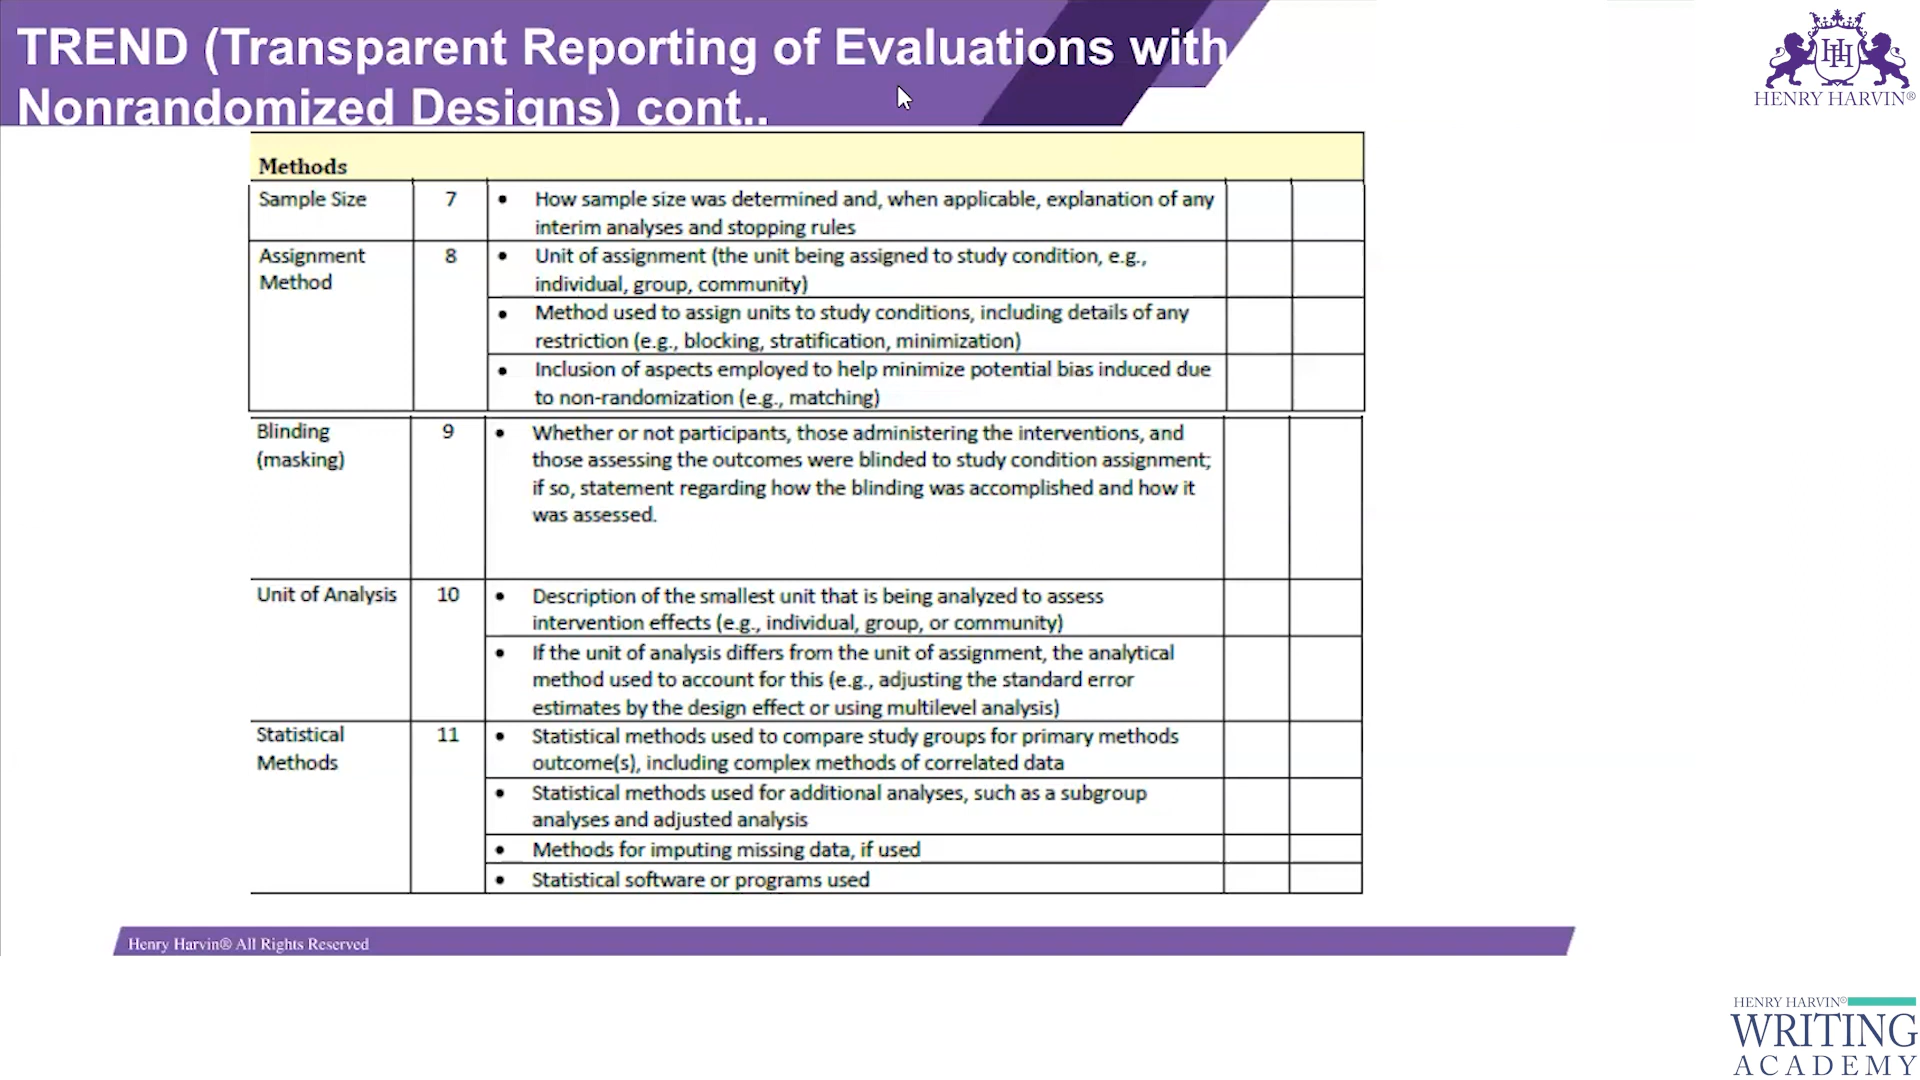 TREND (Transparent Reporting of Evaluations with
Nonrandomized Designs) cont..
HENRY HARVIN®
Methods
Sample Size 7 • How sample size was determined and, when applicable, explanation of any
interim analyses and stopping rules
Assignment 8 • Unit of assignment (the unit being assigned to study condition, e.g.,
Method individual, group, community)
• Method used to assign units to study conditions, including details of any
restriction (e.g., blocking, stratification, minimization)
• Inclusion of aspects employed to help minimize potential bias induced due
to non-randomization (e.g., matching)
Blinding 9 • Whether or not participants, those administering the interventions, and
(masking) those assessing the outcomes were blinded to study condition assignment;
if so, statement regarding how the blinding was accomplished and how it
was assessed.
Unit of Analysis 10 • Description of the smallest unit that is being analyzed to assess
intervention effects (e.g., individual, group, or community)
• If the unit of analysis differs from the unit of assignment, the analytical
method used to account for this (e.g., adjusting the standard error
estimates by the design effect or using multilevel analysis)
Statistical 11 • Statistical methods used to compare study groups for primary methods
Methods outcome(s), including complex methods of correlated data
• Statistical methods used for additional analyses, such as a subgroup
analyses and adjusted analysis
• Methods for imputing missing data, if used
• Statistical software or programs used
Henry Harvin® All Rights Reserved
HENRY HARVIN®
WRITING
ACADEMY